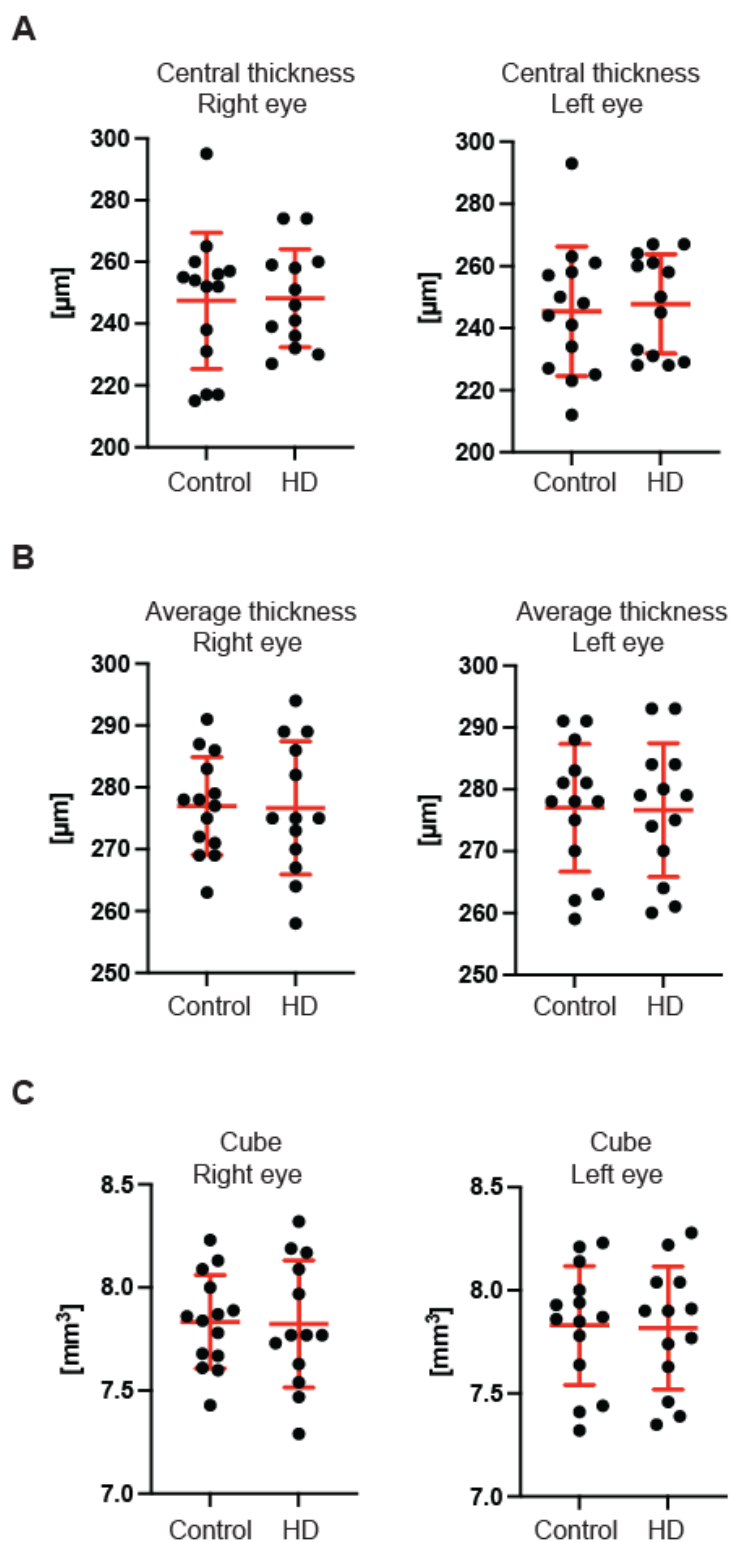 A
Central thickness
Right eye
Central thickness
Left eye
300
280
260
240
220
200
[µm]
Control
HD
300
280
260
240
220
200
[µm]
Control
HD
B
Average thickness
Right eye
Average thickness
Left eye
300
290
280
270
260
250
[µm]
Control
HD
300
290
280
270
260
250
[µm]
Control
HD
C
Cube
Right eye
Cube
Left eye
8.5
8.0
7.5
7.0
[mm³]
Control
HD
8.5
8.0
7.5
7.0
[mm³]
Control
HD